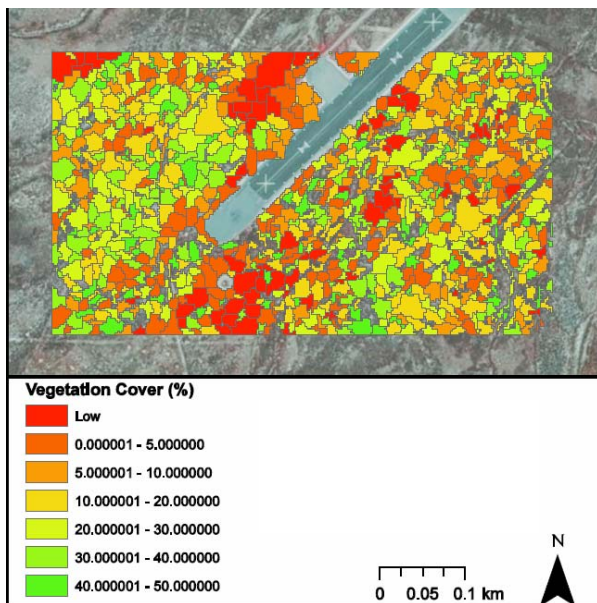 Vegetation Cover (%)
Low
0.000001 - 5.000000
5.000001 - 10.000000
10.000001 - 20.000000
20.000001 - 30.000000
30.000001 - 40.000000
40.000001 - 50.000000
N
0 0.05 0.1 km